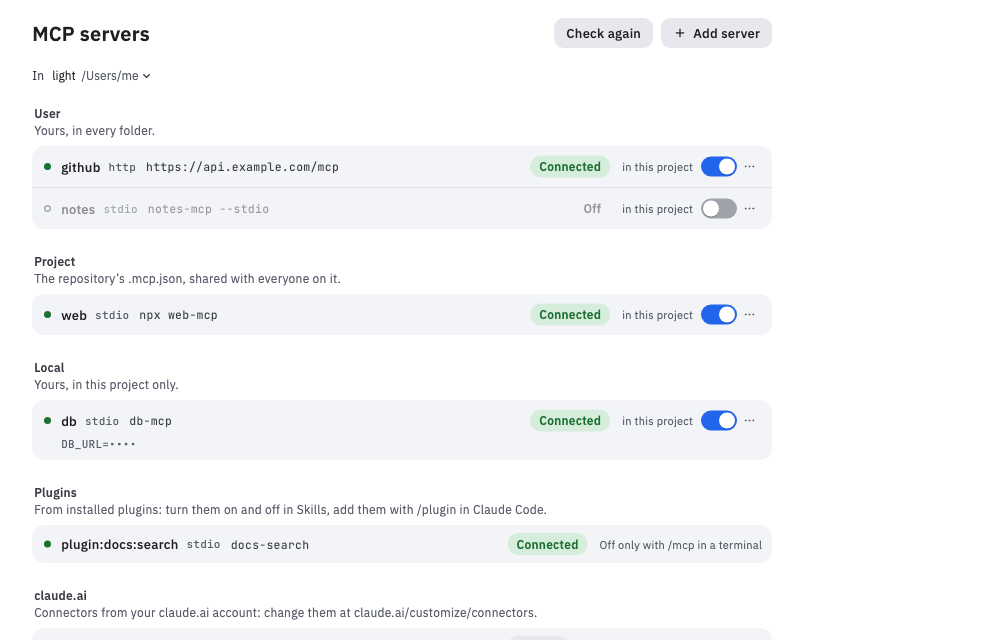 MCP servers
Check again
+ Add server
In light /Users/me
User
Yours, in every folder.
github http https://api.example.com/mcp Connected in this project ···
notes stdio notes-mcp --stdio Off in this project ···
Project
The repository’s .mcp.json, shared with everyone on it.
web stdio npx web-mcp Connected in this project ···
Local
Yours, in this project only.
db stdio db-mcp Connected in this project ···
DB_URL=••••
Plugins
From installed plugins: turn them on and off in Skills, add them with /plugin in Claude Code.
plugin:docs:search stdio docs-search Connected Off only with /mcp in a terminal
claude.ai
Connectors from your claude.ai account: change them at claude.ai/customize/connectors.